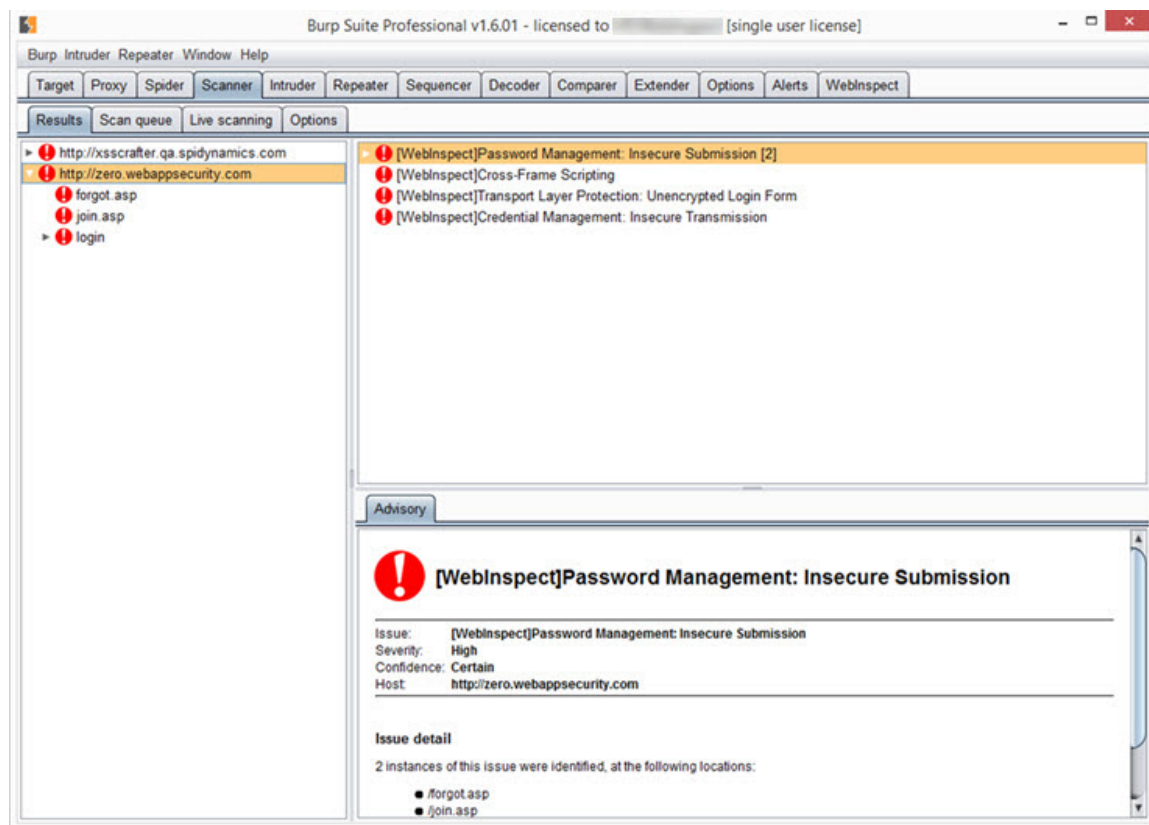 Burp Suite Professional v1.6.01 - licensed to [single user license]
Burp Intruder Repeater Window Help
Target Proxy Spider Scanner Intruder Repeater Sequencer Decoder Comparer Extender Options Alerts WebInspect
Results Scan queue Live scanning Options
http://xsscrafter.qa.spidynamics.com
http://zero.webappsecurity.com
forgot.asp
join.asp
login
[WebInspect]Password Management: Insecure Submission [2]
[WebInspect]Cross-Frame Scripting
[WebInspect]Transport Layer Protection: Unencrypted Login Form
[WebInspect]Credential Management: Insecure Transmission
Advisory
[WebInspect]Password Management: Insecure Submission
Issue: [WebInspect]Password Management: Insecure Submission
Severity: High
Confidence: Certain
Host: http://zero.webappsecurity.com
Issue detail
2 instances of this issue were identified, at the following locations:
/forgot.asp
/join.asp